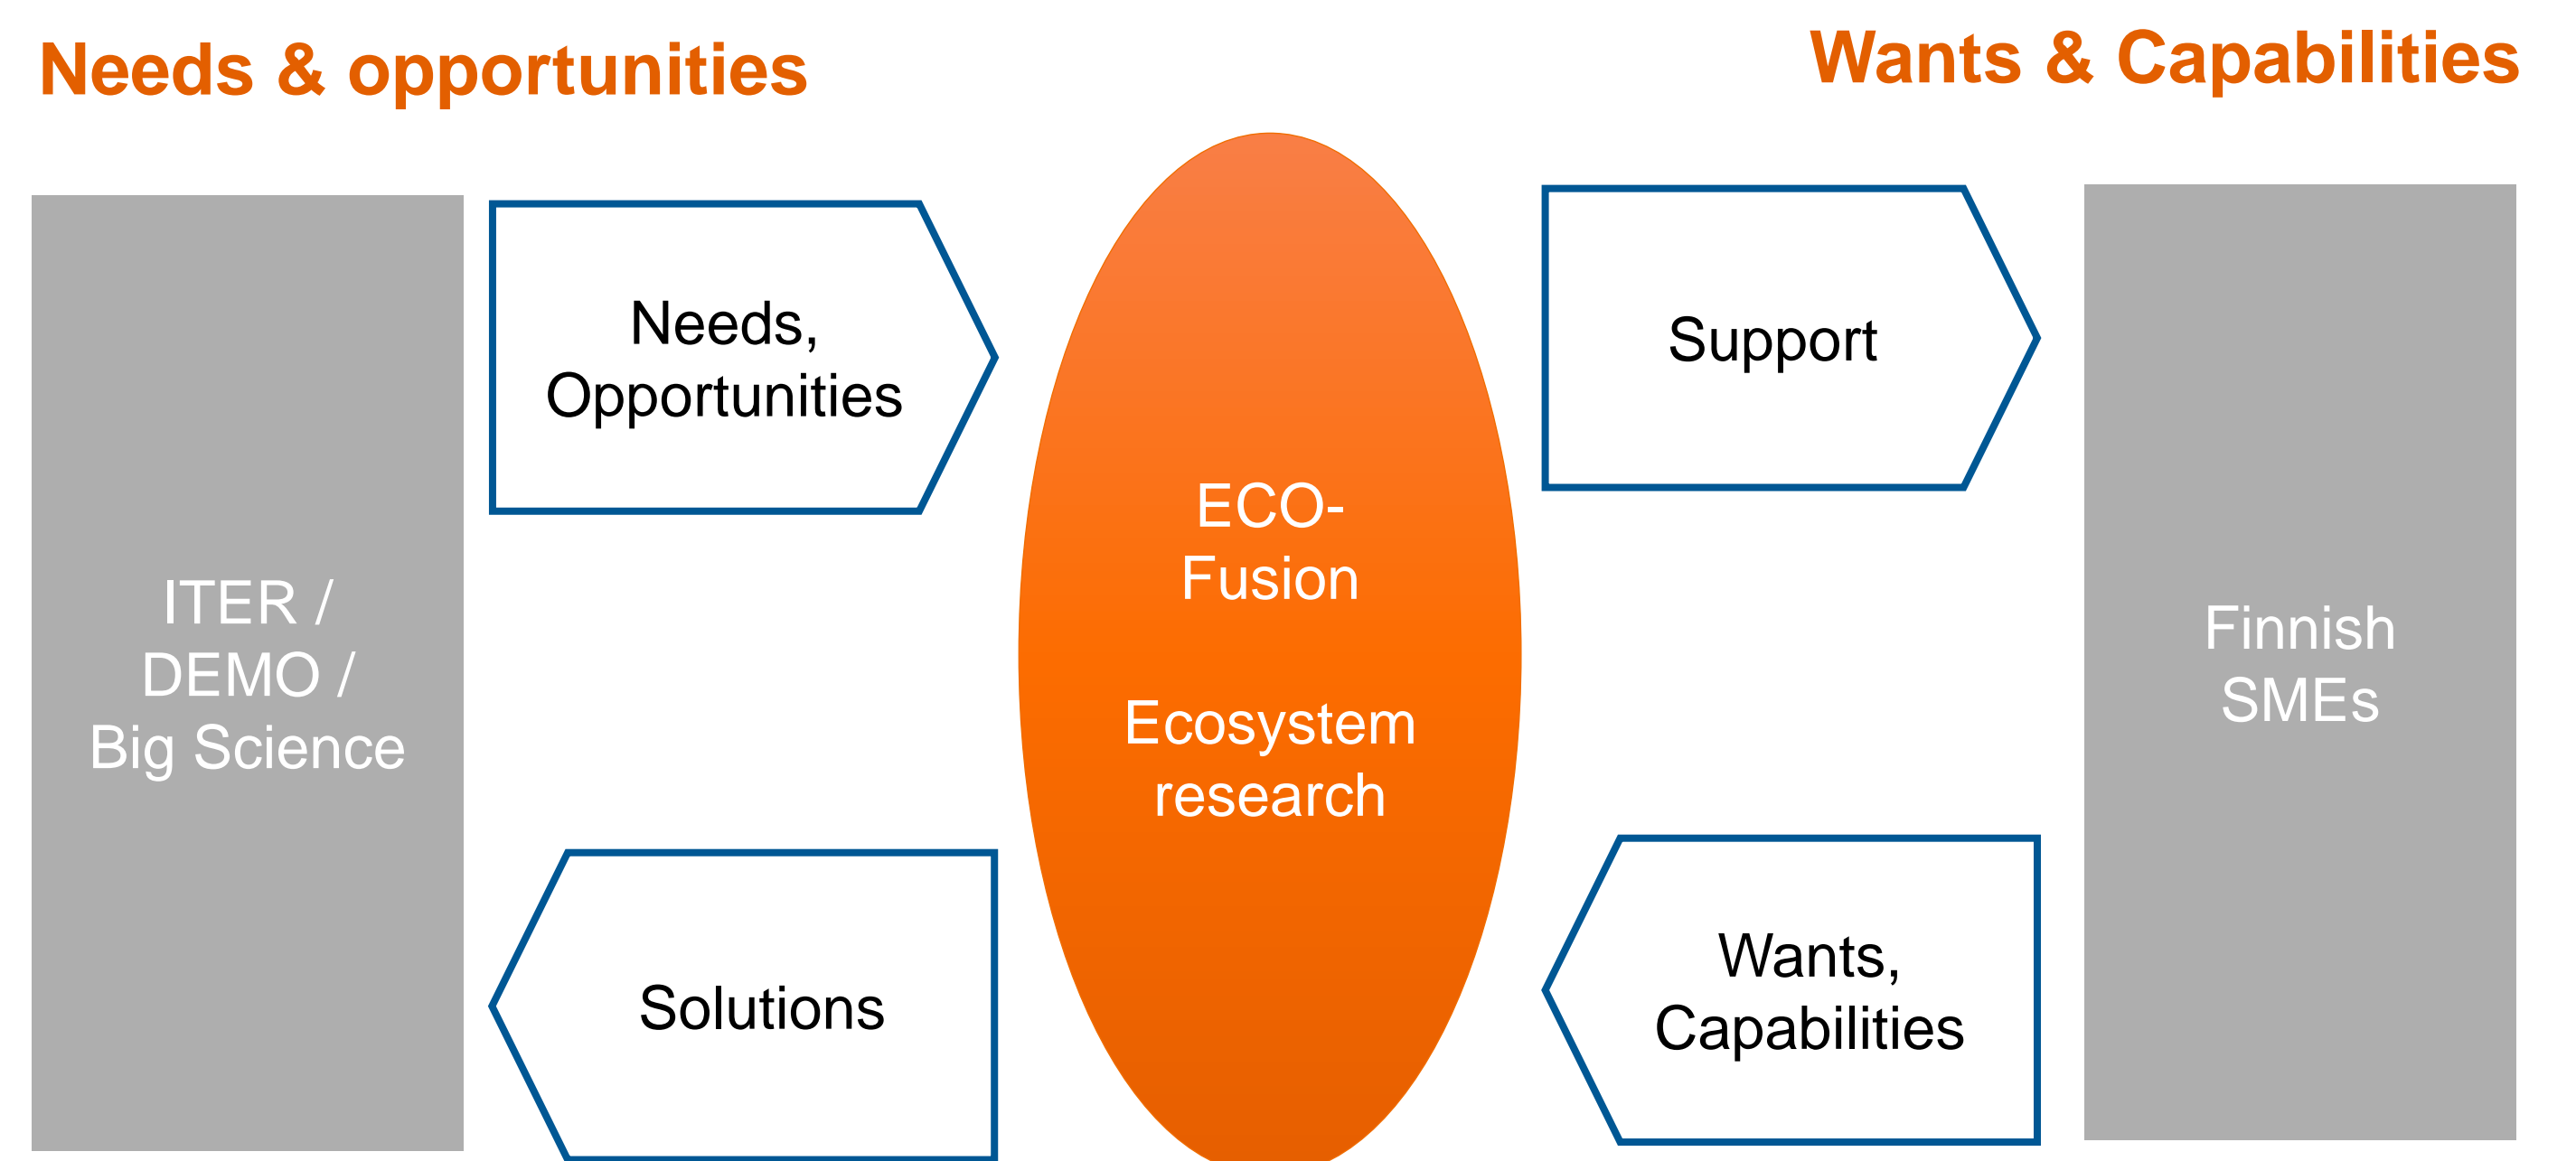 Needs & opportunities
Wants & Capabilities
ITER /
DEMO /
Big Science
Needs,
Opportunities
Solutions
ECO-
Fusion
Ecosystem
research
Support
Wants,
Capabilities
Finnish
SMEs